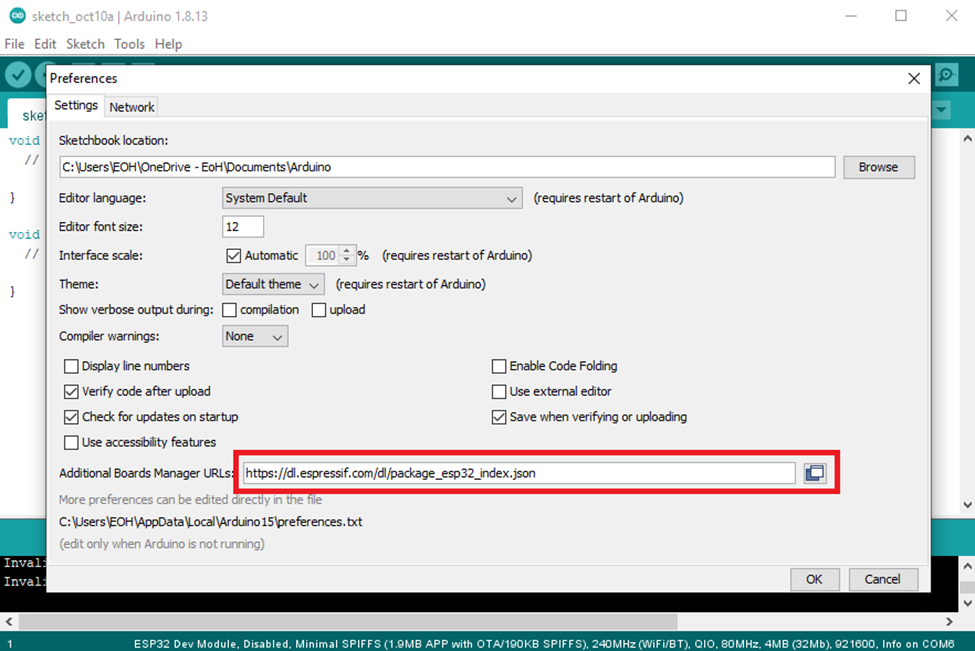 sketch_oct10a | Arduino 1.8.13
File Edit Sketch Tools Help
Preferences
Settings Network
Sketchbook location:
C:\Users\EOH\OneDrive - EoH\Documents\Arduino Browse
Editor language: System Default (requires restart of Arduino)
Editor font size: 12
Interface scale: Automatic 100 % (requires restart of Arduino)
Theme: Default theme (requires restart of Arduino)
Show verbose output during: compilation upload
Compiler warnings: None
Display line numbers Enable Code Folding
Verify code after upload Use external editor
Check for updates on startup Save when verifying or uploading
Use accessibility features
Additional Boards Manager URLs: https://dl.espressif.com/dl/package_esp32_index.json
More preferences can be edited directly in the file
C:\Users\EOH\AppData\Local\Arduino15\preferences.txt
(edit only when Arduino is not running)
OK Cancel
sket
void
//
}
void
//
}
Invali
Invali
1 ESP32 Dev Module, Disabled, Minimal SPIFFS (1.9MB APP with OTA/190KB SPIFFS), 240MHz (WiFi/BT), QIO, 80MHz, 4MB (32Mb), 921600, Info on COM6